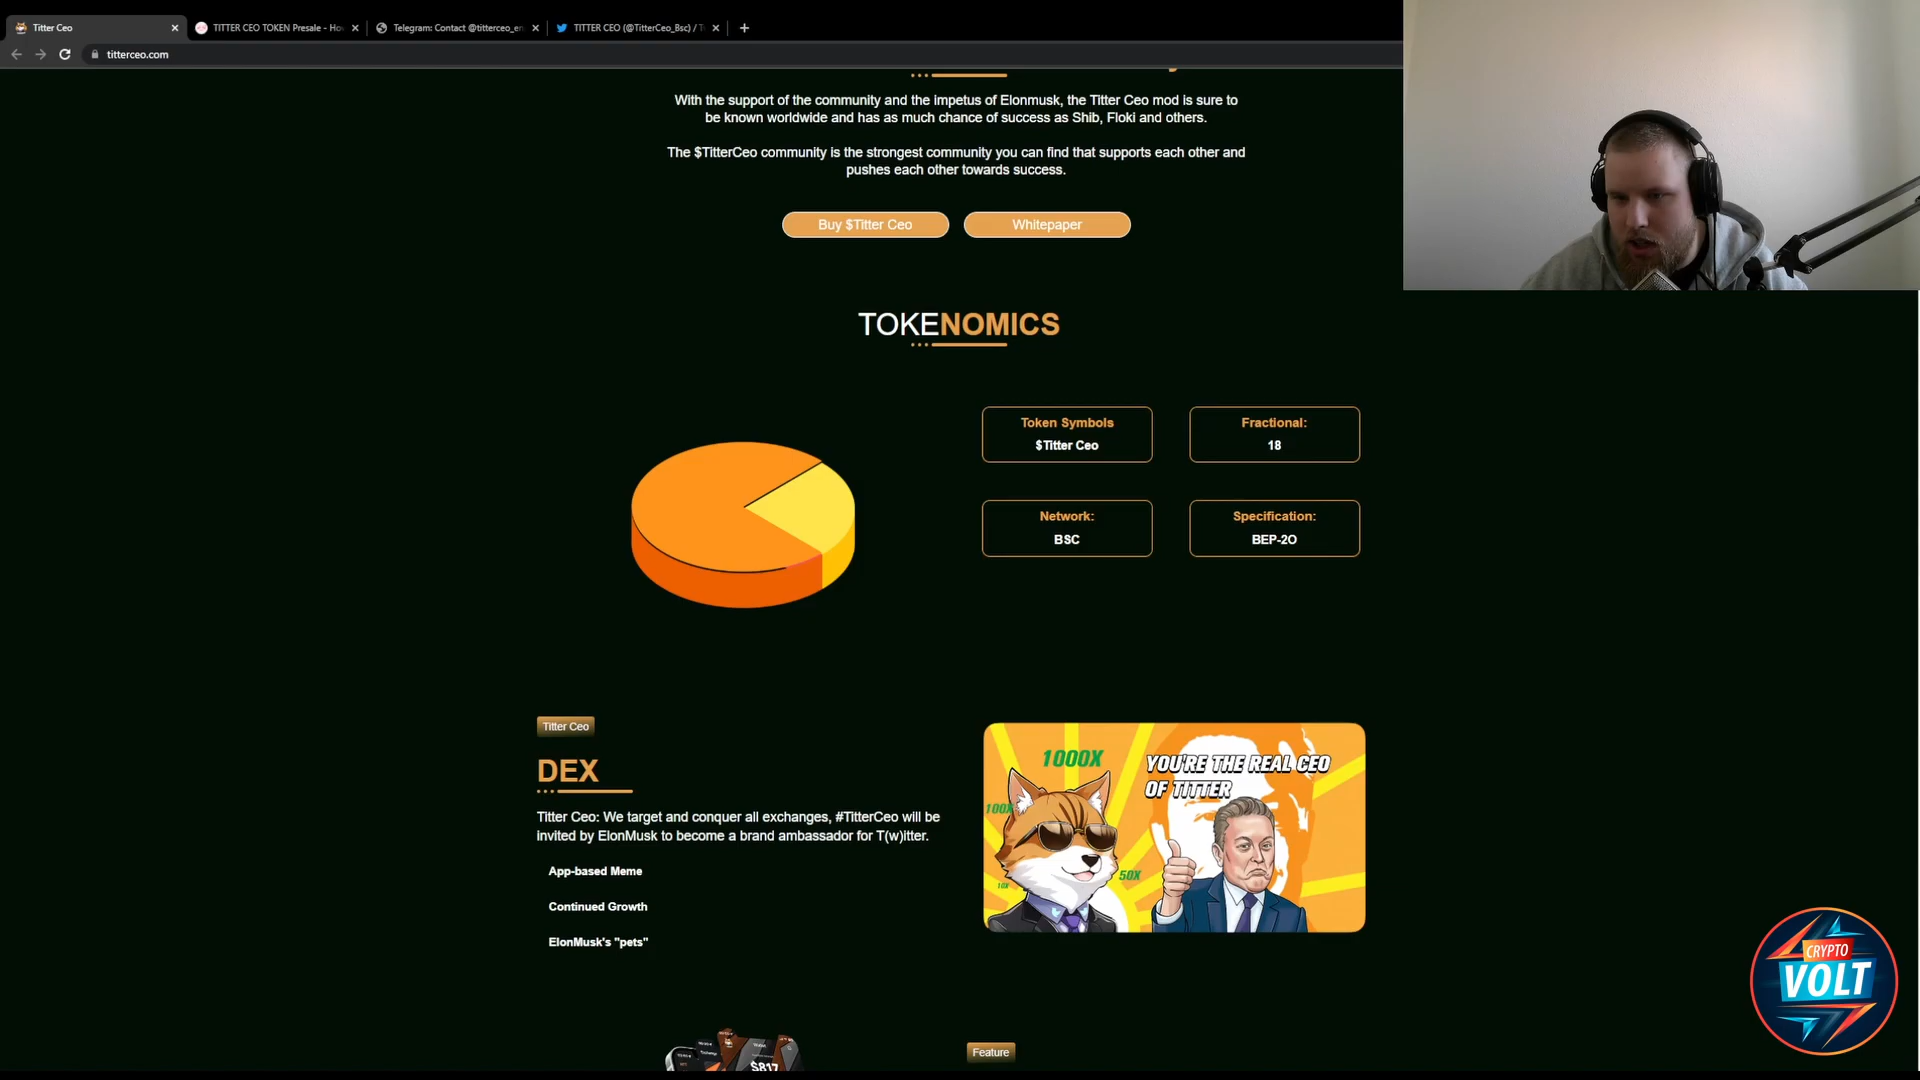 Titter Ceo
TITTER CEO TOKEN Presale - Ho
Telegram: Contact @titterceo_en
TITTER CEO (@TitterCeo_Bsc) / T
titterceo.com
With the support of the community and the impetus of Elonmusk, the Titter Ceo mod is sure to
be known worldwide and has as much chance of success as Shib, Floki and others.
The $TitterCeo community is the strongest community you can find that supports each other and
pushes each other towards success.
Buy $Titter Ceo
Whitepaper
TOKENOMICS
Token Symbols
$Titter Ceo
Fractional:
18
Network:
BSC
Specification:
BEP-2O
Titter Ceo
DEX
Titter Ceo: We target and conquer all exchanges, #TitterCeo will be
invited by ElonMusk to become a brand ambassador for T(w)itter.
App-based Meme
Continued Growth
ElonMusk's "pets"
1000X
100X
50X
10X
YOU'RE THE REAL CEO
OF TITTER
$817
Feature
CRYPTO
VOLT